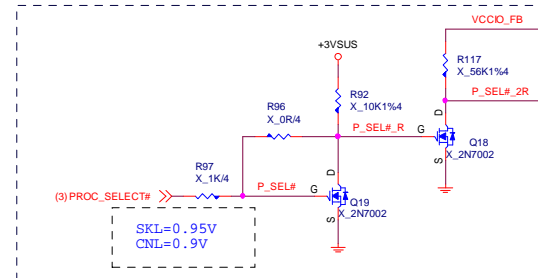 VCCIO_FB
+3VSUS
R117
X_56K1%4
R92
X_10K1%4
P_SEL#_2R
R96
X_0R/4
D
P_SEL#_R
G
Q18
X_2N7002
S
R97
X_1K/4
D
(3) PROC_SELECT#
P_SEL#
G
Q19
X_2N7002
S
SKL=0.95V
CNL=0.9V